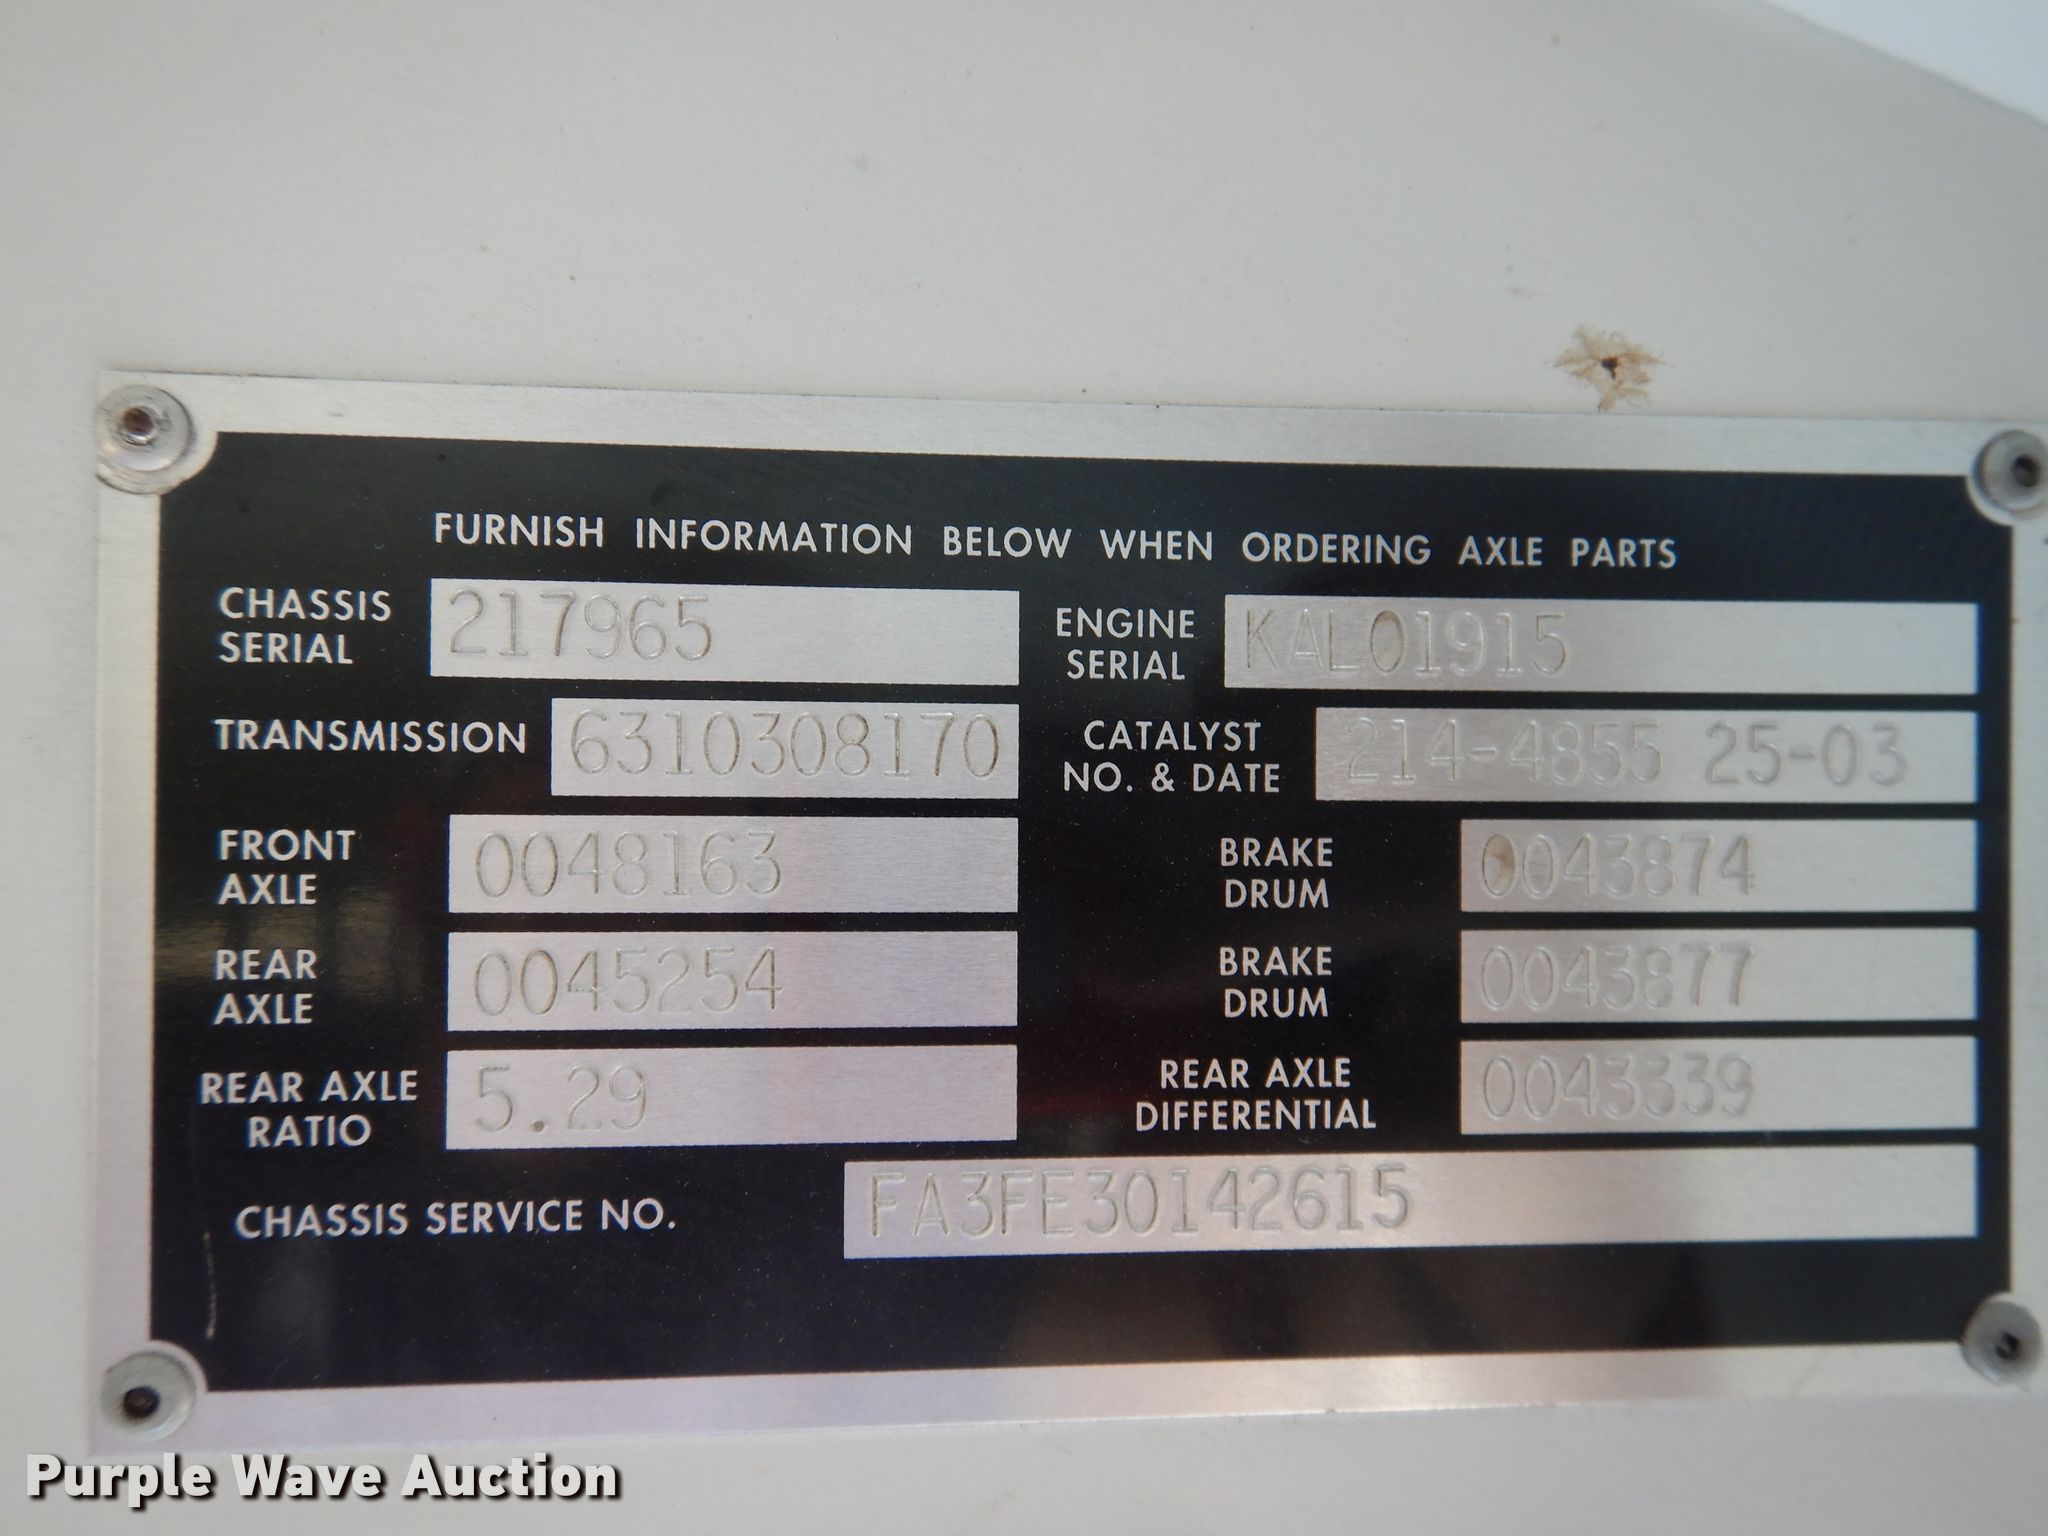 FURNISH INFORMATION BELOW WHEN ORDERING AXLE PARTS
CHASSIS SERIAL 217965
ENGINE SERIAL KAL01915
TRANSMISSION 6310308170
CATALYST NO. & DATE 214-4855 25-03
FRONT AXLE 0048163
BRAKE DRUM 0043874
REAR AXLE 0045254
BRAKE DRUM 0043877
REAR AXLE RATIO 5.29
REAR AXLE DIFFERENTIAL 0043339
CHASSIS SERVICE NO. FA3FE30142615
Purple Wave Auction